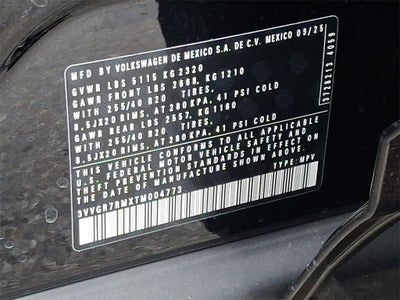 MFD BY VOLKSWAGEN DE MEXICO S.A. DE C.V. MEXICO 09/25
GVWR LBS 5115 KG 2320
GAWR FRONT LBS 2668, KG 1210
WITH 255/40 R20 TIRES,
8,5JX20 RIMS, AT 280 KPA, 41 PSI COLD
GAWR REAR LBS 2557, KG 1160
WITH 255/40 R20 TIRES,
8,5JX20 RIMS, AT 280 KPA, 41 PSI COLD
THIS VEHICLE CONFORMS TO ALL APPLICABLE
U.S. FEDERAL MOTOR VEHICLE SAFETY AND
THEFT PREVENTION STANDARDS IN EFFECT ON THE
DATE OF MANUFACTURE SHOWN ABOVE.
TYPE: MPV
3VVGR7RMXTM004773
3728213 4059